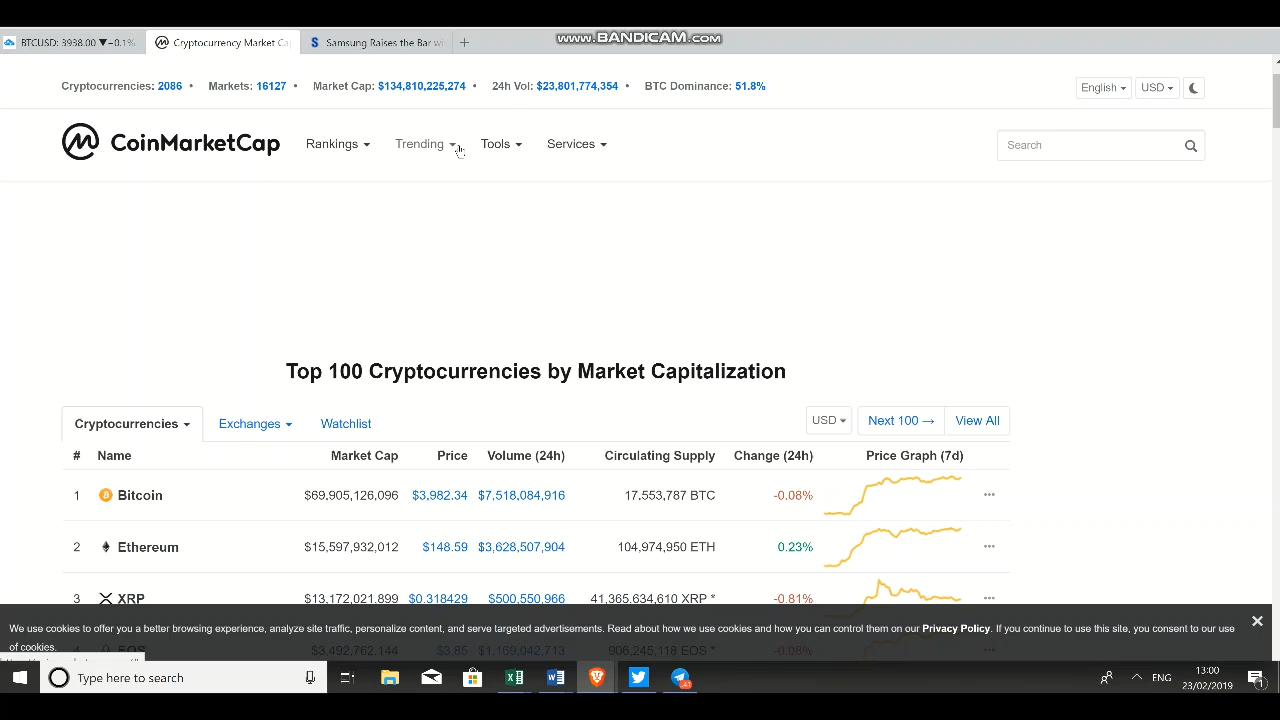 www.BANDICAM.com
BTCUSD: 3938.00 ▼−0.1%
Cryptocurrency Market Ca
Samsung Raises the Bar wi
Cryptocurrencies: 2086 • Markets: 16127 • Market Cap: $134,810,225,274 • 24h Vol: $23,801,774,354 • BTC Dominance: 51.8%
English USD
CoinMarketCap Rankings Trending Tools Services Search
Top 100 Cryptocurrencies by Market Capitalization
Cryptocurrencies Exchanges Watchlist USD Next 100 → View All
# Name Market Cap Price Volume (24h) Circulating Supply Change (24h) Price Graph (7d)
1 Bitcoin $69,905,126,096 $3,982.34 $7,518,084,916 17,553,787 BTC -0.08%
2 Ethereum $15,597,932,012 $148.59 $3,628,507,904 104,974,950 ETH 0.23%
3 XRP $13,172,021,899 $0.318429 $500,550,966 41,365,634,610 XRP * -0.81%
We use cookies to offer you a better browsing experience, analyze site traffic, personalize content, and serve targeted advertisements. Read about how we use cookies and how you can control them on our Privacy Policy. If you continue to use this site, you consent to our use
of cookies.
4 EOS $3,492,762,144 $3.85 $1,169,042,713 906,245,118 EOS * -0.08%
Type here to search
ENG
13:00
23/02/2019